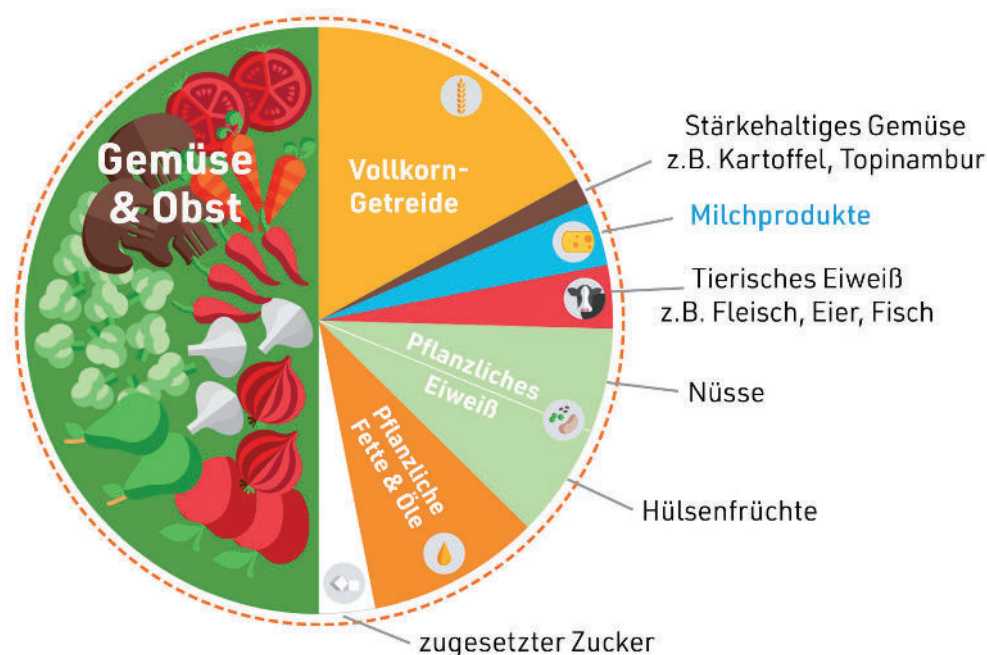 Gemüse
& Obst
Vollkorn-
Getreide
Stärkehaltiges Gemüse
z.B. Kartoffel, Topinambur
Milchprodukte
Tierisches Eiweiß
z.B. Fleisch, Eier, Fisch
Pflanzliches
Eiweiß
Nüsse
Hülsenfrüchte
Pflanzliche
Fette & Öle
zugesetzter Zucker